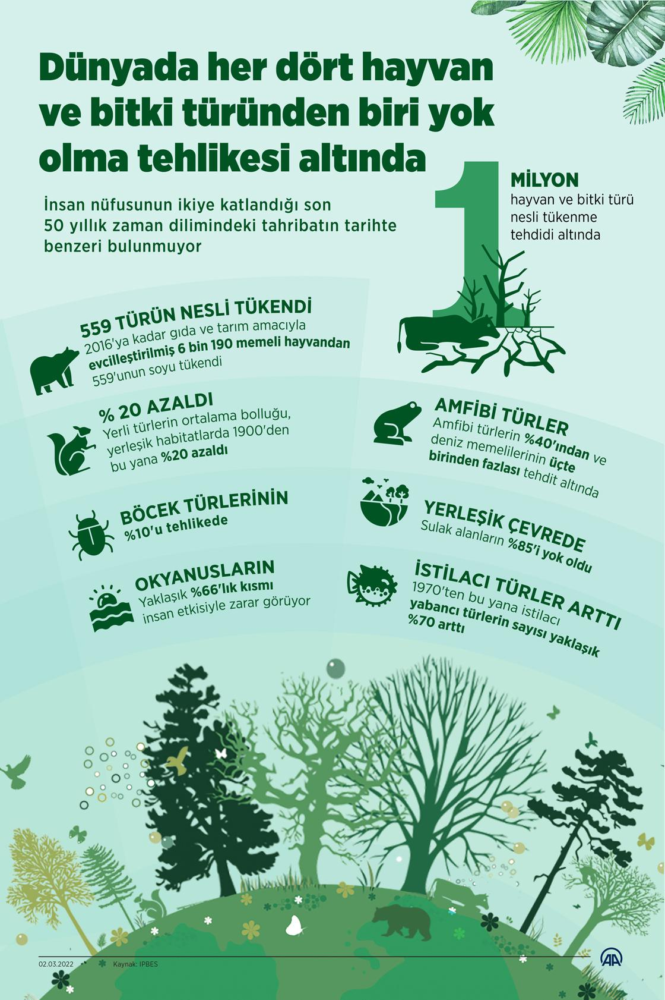 Dünyada her dört hayvan
ve bitki türünden biri yok
olma tehlikesi altında
İnsan nüfusunun ikiye katlandığı son
50 yıllık zaman dilimindeki tahribatın tarihte
benzeri bulunmuyor
1
MİLYON
hayvan ve bitki türü
nesli tükenme
tehdidi altında
559 TÜRÜN NESLİ TÜKENDİ
2016'ya kadar gıda ve tarım amacıyla
evcilleştirilmiş 6 bin 190 memeli hayvandan
559'unun soyu tükendi
% 20 AZALDI
Yerli türlerin ortalama bolluğu,
yerleşik habitatlarda 1900'den
bu yana %20 azaldı
BÖCEK TÜRLERİNİN
%10'u tehlikede
OKYANUSLARIN
Yaklaşık %66'lık kısmı
insan etkisiyle zarar görüyor
AMFİBİ TÜRLER
Amfibi türlerin %40'ından ve
deniz memelilerinin üçte
birinden fazlası tehdit altında
YERLEŞİK ÇEVREDE
Sulak alanların %85'i yok oldu
İSTİLACI TÜRLER ARTTI
1970'ten bu yana istilacı
yabancı türlerin sayısı yaklaşık
%70 arttı
02.03.2022
Kaynak: IPBES
AA